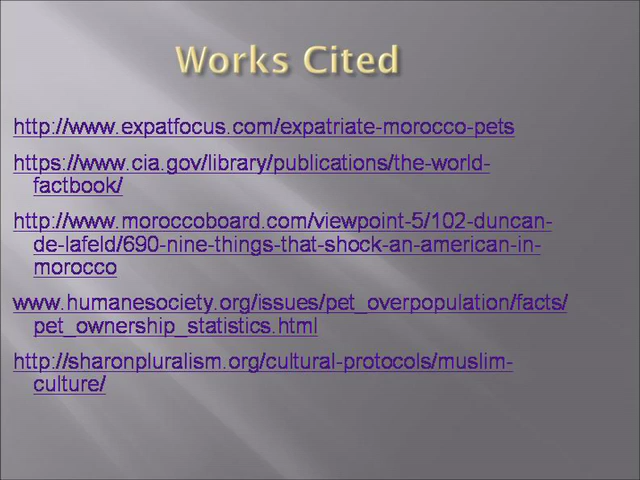 Works Cited
http://www.expatfocus.com/expatriate-morocco-pets
https://www.cia.gov/library/publications/the-world-
factbook/
http://www.moroccoboard.com/viewpoint-5/102-duncan-
de-lafeld/690-nine-things-that-shock-an-american-in-
morocco
www.humanesociety.org/issues/pet_overpopulation/facts/
pet_ownership_statistics.html
http://sharonpluralism.org/cultural-protocols/muslim-
culture/